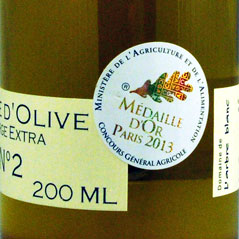 E D'OLIVE
GE EXTRA
N°2
200 ML
MINISTÈRE DE L'AGRICULTURE ET DE L'ALIMENTATION
MÉDAILLE
D'OR
PARIS 2013
CONCOURS GÉNÉRAL AGRICOLE
Domaine de
L'arbre blanc